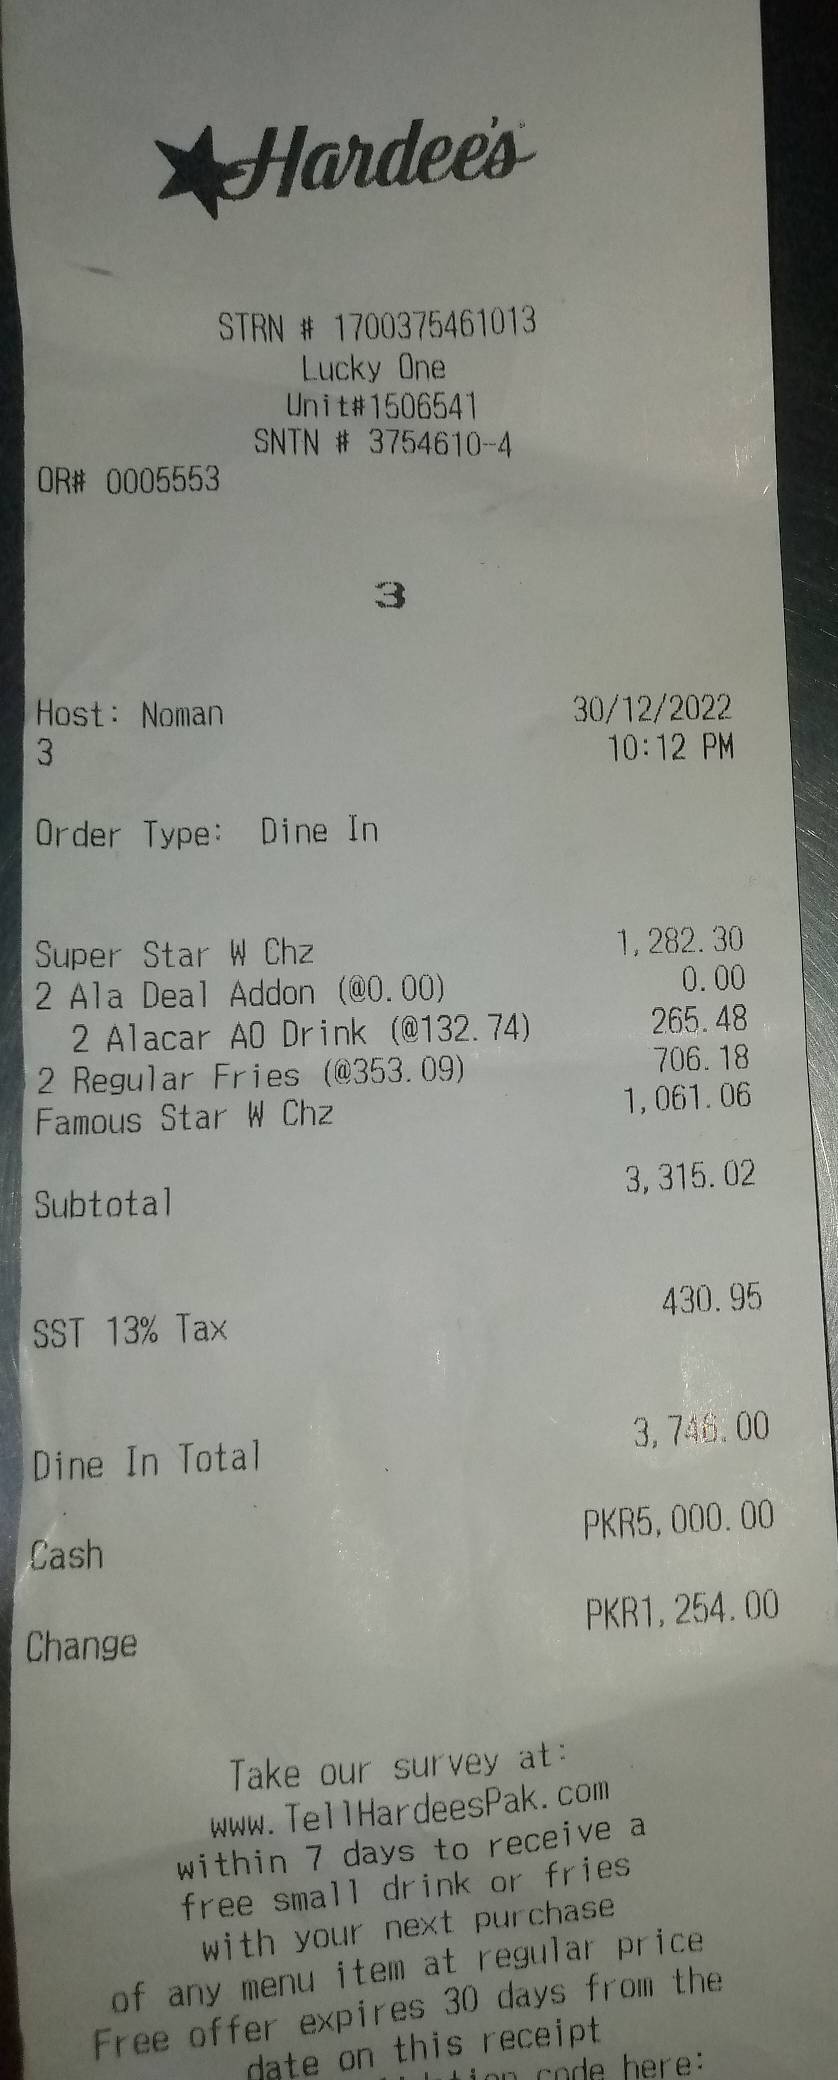 Hardee's
STRN # 1700375461013
Lucky One
Unit#1506541
SNTN # 3754610-4
OR# 0005553
3
Host: Noman 30/12/2022
3 10:12 PM
Order Type: Dine In
Super Star W Chz 1,282.30
2 Ala Deal Addon (@0.00) 0.00
2 Alacar AO Drink (@132.74) 265.48
2 Regular Fries (@353.09) 706.18
Famous Star W Chz 1,061.06
Subtotal 3,315.02
SST 13% Tax 430.95
Dine In Total 3,746.00
Cash PKR5,000.00
Change PKR1,254.00
Take our survey at:
www.TellHardeesPak.com
within 7 days to receive a
free small drink or fries
with your next purchase
of any menu item at regular price
Free offer expires 30 days from the
date on this receipt
code here: